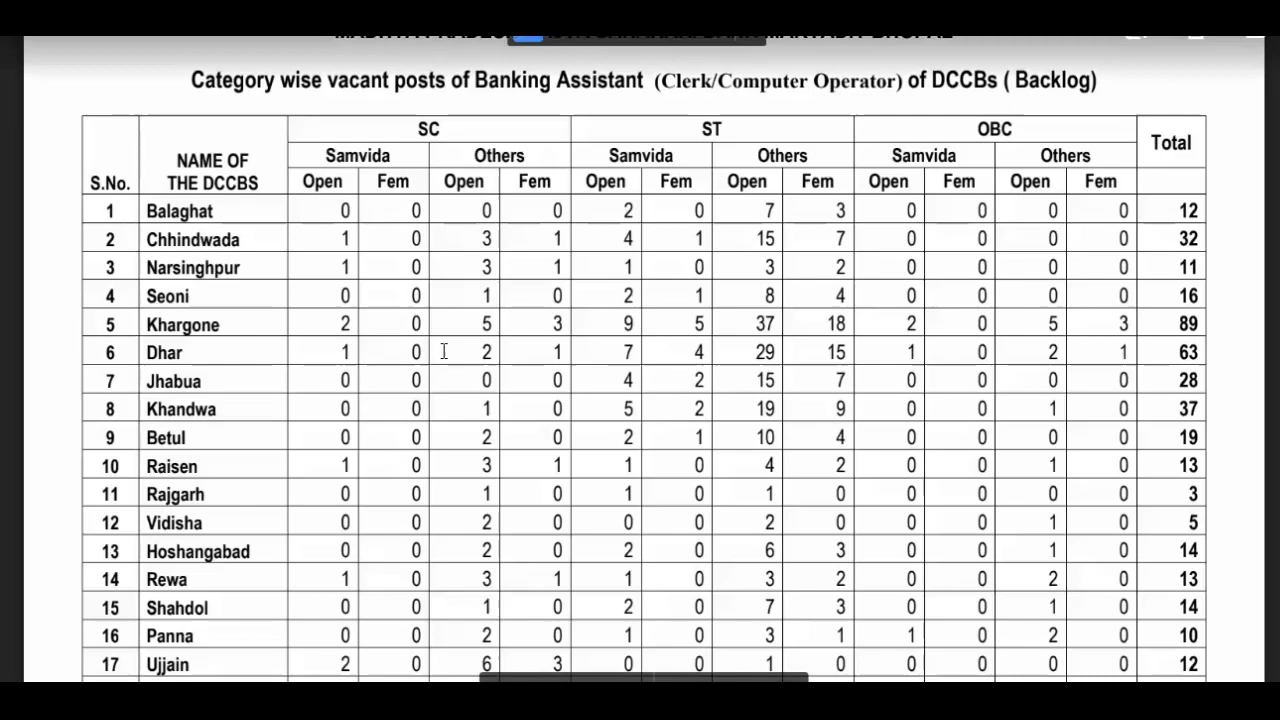 Category wise vacant posts of Banking Assistant (Clerk/Computer Operator) of DCCBs ( Backlog)
S.No. NAME OF THE DCCBS SC ST OBC Total
Samvida Others Samvida Others Samvida Others
Open Fem Open Fem Open Fem Open Fem Open Fem Open Fem
1 Balaghat 0 0 0 0 2 0 7 3 0 0 0 0 12
2 Chhindwada 1 0 3 1 4 1 15 7 0 0 0 0 32
3 Narsinghpur 1 0 3 1 1 0 3 2 0 0 0 0 11
4 Seoni 0 0 1 0 2 1 8 4 0 0 0 0 16
5 Khargone 2 0 5 3 9 5 37 18 2 0 5 3 89
6 Dhar 1 0 2 1 7 4 29 15 1 0 2 1 63
7 Jhabua 0 0 0 0 4 2 15 7 0 0 0 0 28
8 Khandwa 0 0 1 0 5 2 19 9 0 0 1 0 37
9 Betul 0 0 2 0 2 1 10 4 0 0 0 0 19
10 Raisen 1 0 3 1 1 0 4 2 0 0 1 0 13
11 Rajgarh 0 0 1 0 1 0 1 0 0 0 0 0 3
12 Vidisha 0 0 2 0 0 0 2 0 0 0 1 0 5
13 Hoshangabad 0 0 2 0 2 0 6 3 0 0 1 0 14
14 Rewa 1 0 3 1 1 0 3 2 0 0 2 0 13
15 Shahdol 0 0 1 0 2 0 7 3 0 0 1 0 14
16 Panna 0 0 2 0 1 0 3 1 1 0 2 0 10
17 Ujjain 2 0 6 3 0 0 1 0 0 0 0 0 12